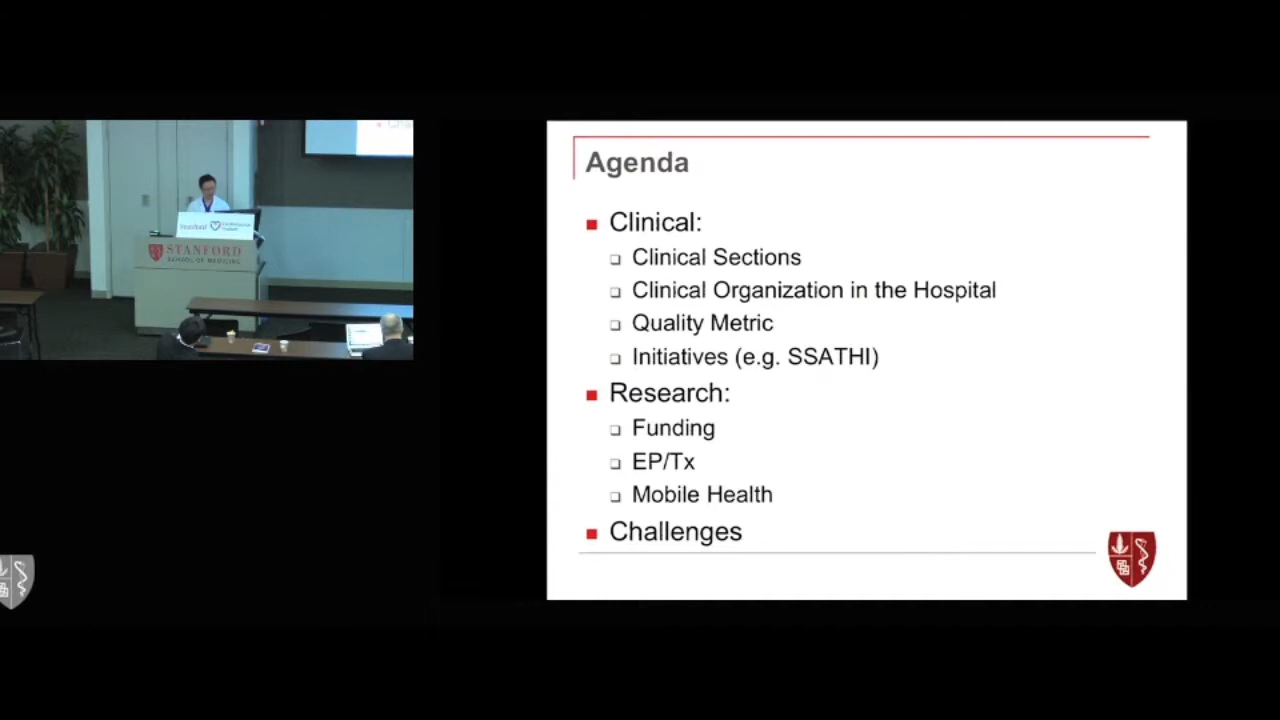 Stanford
STANFORD
SCHOOL OF MEDICINE
Agenda
Clinical:
Clinical Sections
Clinical Organization in the Hospital
Quality Metric
Initiatives (e.g. SSATHI)
Research:
Funding
EP/Tx
Mobile Health
Challenges